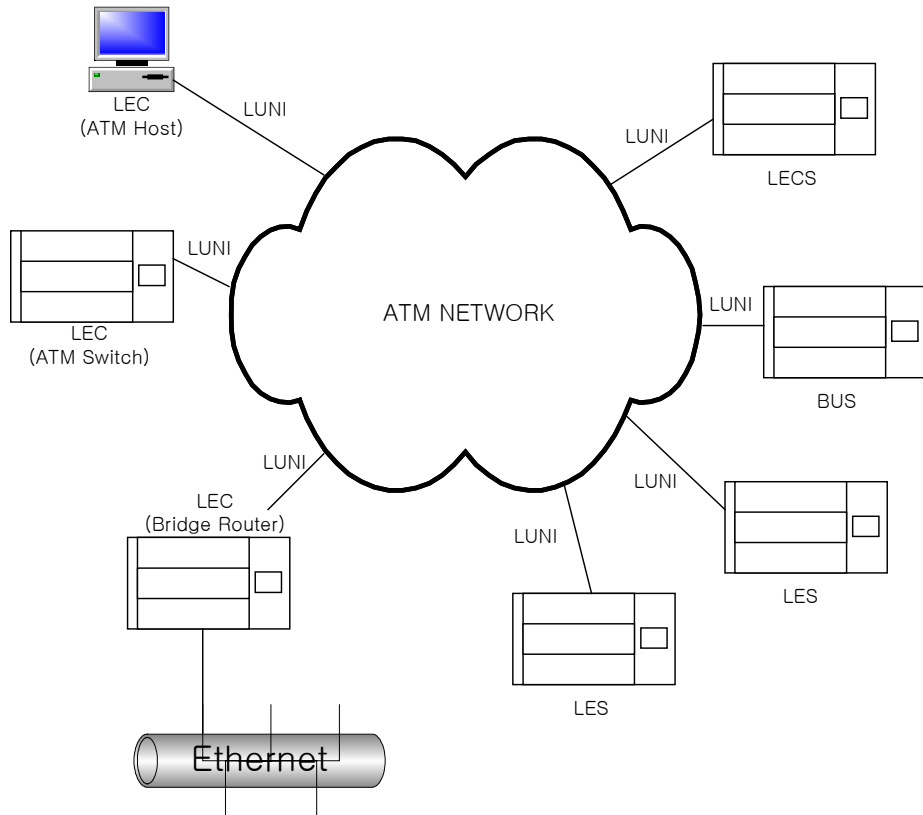 LEC
(ATM Host)
LUNI
LUNI
LECS
LUNI
LEC
(ATM Switch)
ATM NETWORK
LUNI
BUS
LUNI
LEC
(Bridge Router)
LUNI
LES
LUNI
LES
Ethernet